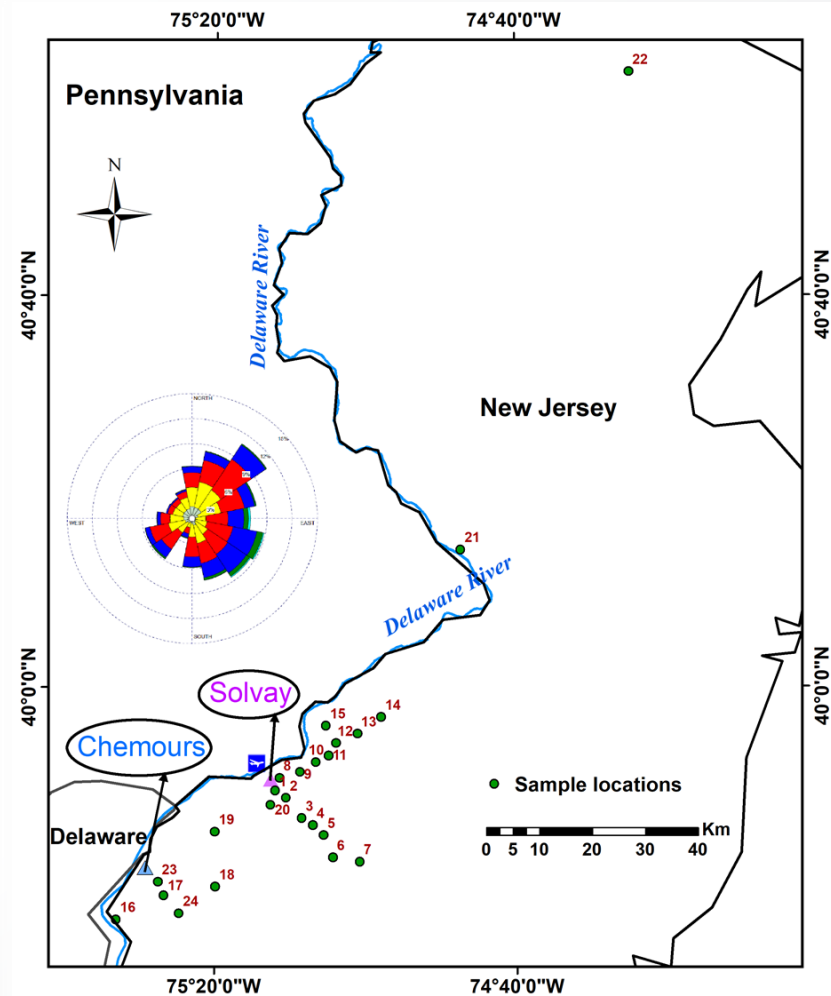 75°20'0"W
74°40'0"W
22
Pennsylvania
N
40°40'0"N
40°40'0"N
Delaware River
New Jersey
NORTH
WEST
EAST
SOUTH
21
Delaware River
40°0'0"N
40°0'0"N
Solvay
Chemours
15
14
13
12
10
11
8
9
1
2
20
3
4
5
6
7
Sample locations
Km
0 5 10 20 30 40
Delaware
19
18
23
17
24
16
75°20'0"W
74°40'0"W